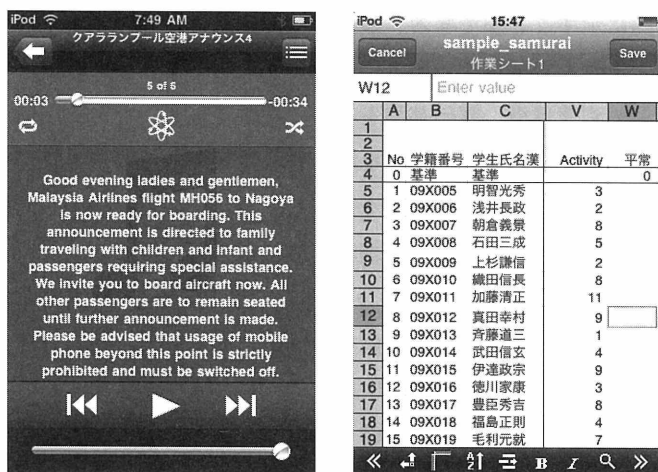 iPod 7:49 AM
クアラランプール空港アナウンス4
5 of 5
00:03 -00:34
Good evening ladies and gentlemen,
Malaysia Airlines flight MH056 to Nagoya
is now ready for boarding. This
announcement is directed to family
traveling with children and infant and
passengers requiring special assistance.
We invite you to board aircraft now. All
other passengers are to remain seated
until further announcement is made.
Please be advised that usage of mobile
phone beyond this point is strictly
prohibited and must be switched off.
iPod 15:47
Cancel sample_samurai Save
作業シート1
W12 Enter value
A B C V W
1
2
3 No 学籍番号 学生氏名漢 Activity 平常
4 0 基準 基準 0
5 1 09X005 明智光秀 3
6 2 09X006 浅井長政 2
7 3 09X007 朝倉義景 8
8 4 09X008 石田三成 5
9 5 09X009 上杉謙信 2
10 6 09X010 織田信長 8
11 7 09X011 加藤清正 11
12 8 09X012 真田幸村 9
13 9 09X013 斉藤道三 1
14 10 09X014 武田信玄 4
15 11 09X015 伊達政宗 9
16 12 09X016 徳川家康 3
17 13 09X017 豊臣秀吉 8
18 14 09X018 福島正則 4
19 15 09X019 毛利元就 7
A Z 1 B I